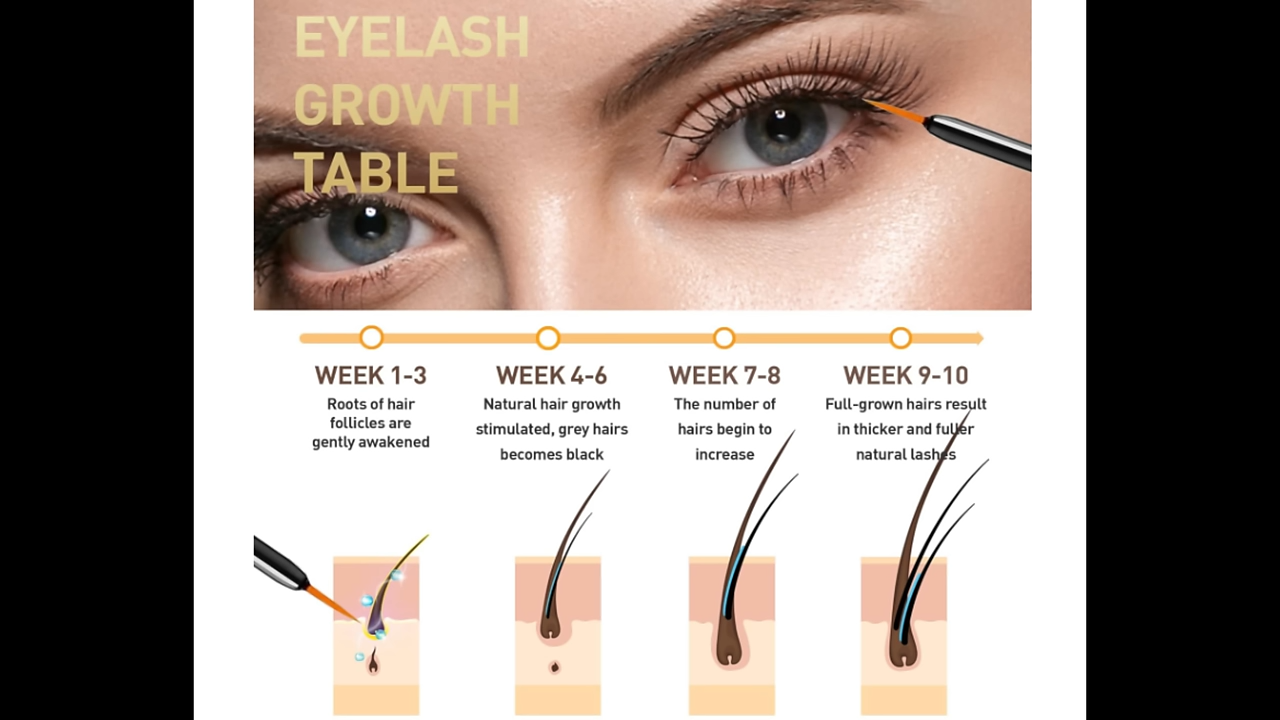 EYELASH
GROWTH
TABLE
WEEK 1-3
Roots of hair
follicles are
gently awakened
WEEK 4-6
Natural hair growth
stimulated, grey hairs
becomes black
WEEK 7-8
The number of
hairs begin to
increase
WEEK 9-10
Full-grown hairs result
in thicker and fuller
natural lashes